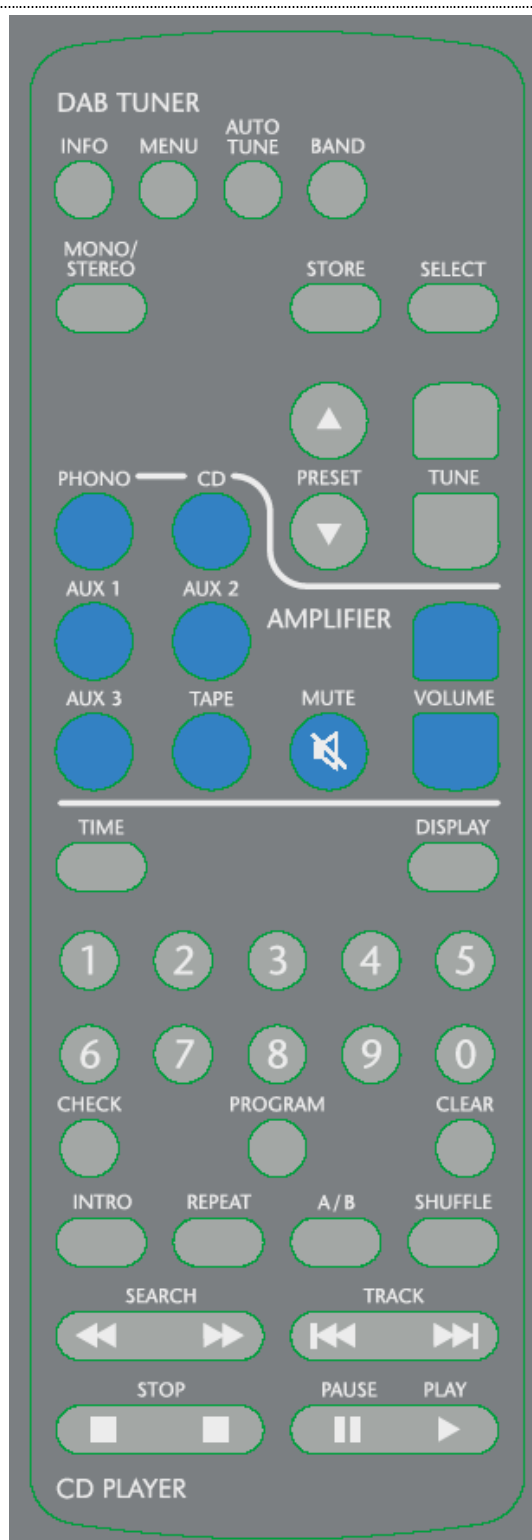 DAB TUNER
INFO MENU AUTO TUNE BAND
MONO/
STEREO STORE SELECT
PHONO CD PRESET TUNE
AUX 1 AUX 2
AMPLIFIER
AUX 3 TAPE MUTE VOLUME
TIME DISPLAY
1 2 3 4 5
6 7 8 9 0
CHECK PROGRAM CLEAR
INTRO REPEAT A/B SHUFFLE
SEARCH TRACK
STOP PAUSE PLAY
CD PLAYER